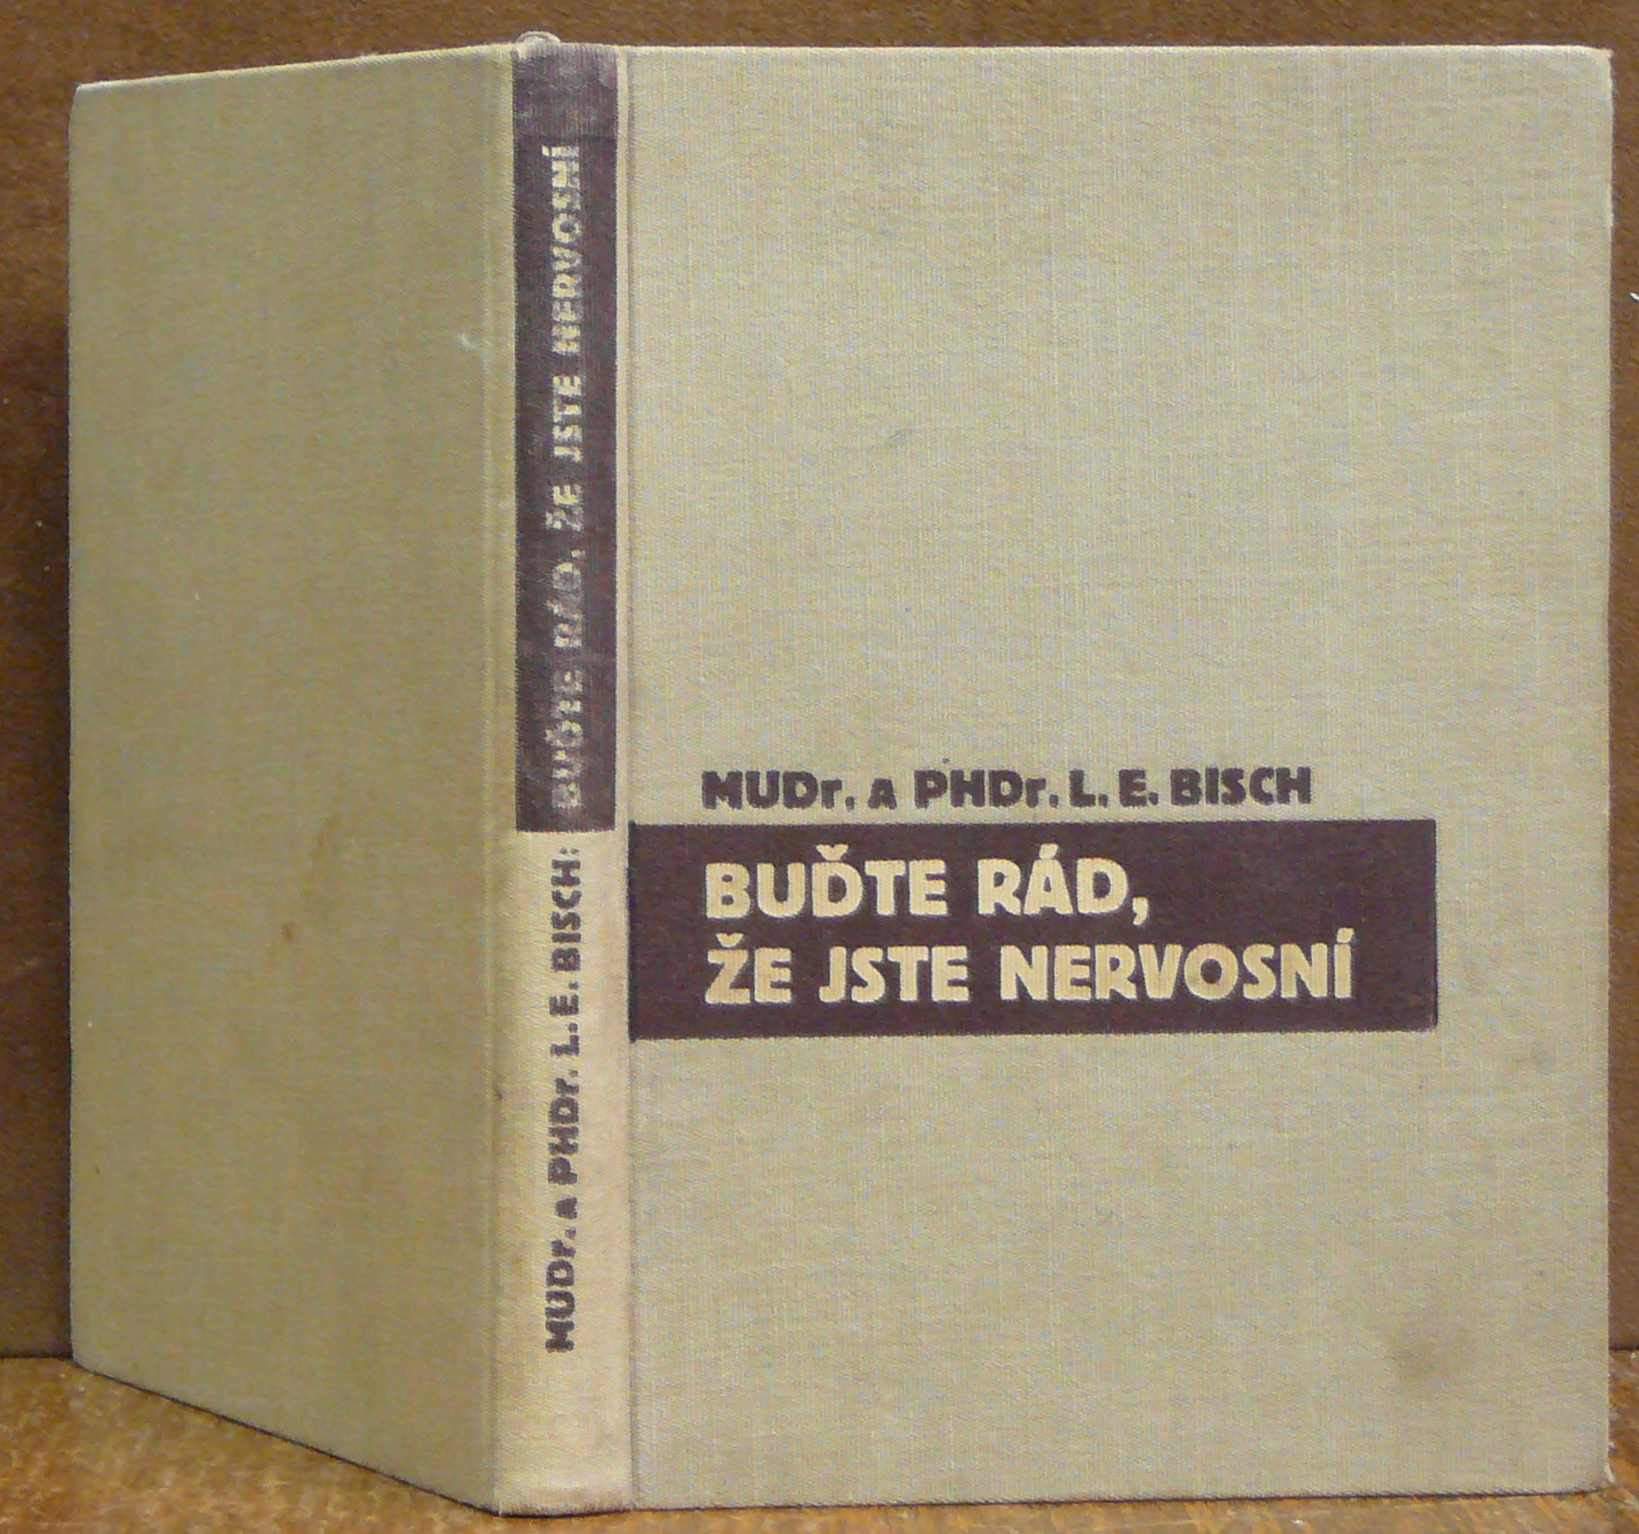 MUDr. A PHDr. L. E. BISCH: BUĎTE RÁD, ŽE JSTE NERVOSNÍ
MUDr. A PHDr. L. E. BISCH
BUĎTE RÁD,
ŽE JSTE NERVOSNÍ